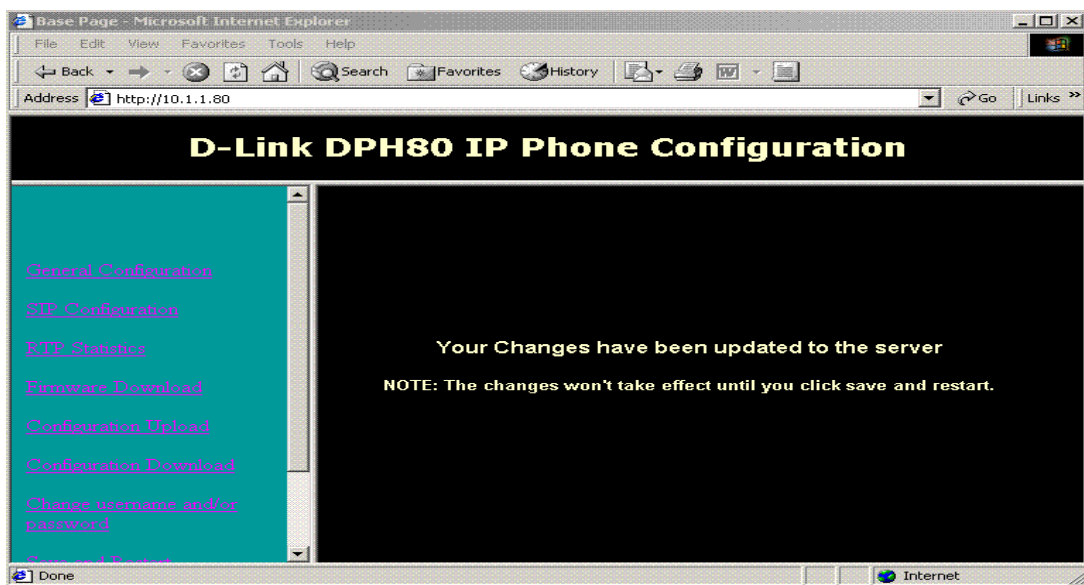 Base Page - Microsoft Internet Explorer
File Edit View Favorites Tools Help
Back Search Favorites History
Address http://10.1.1.80 Go Links »
D-Link DPH80 IP Phone Configuration
General Configuration
SIP Configuration
RTP Statistics
Firmware Download
Configuration Upload
Configuration Download
Change username and/or
password
Save and Restart
Your Changes have been updated to the server
NOTE: The changes won't take effect until you click save and restart.
Done Internet